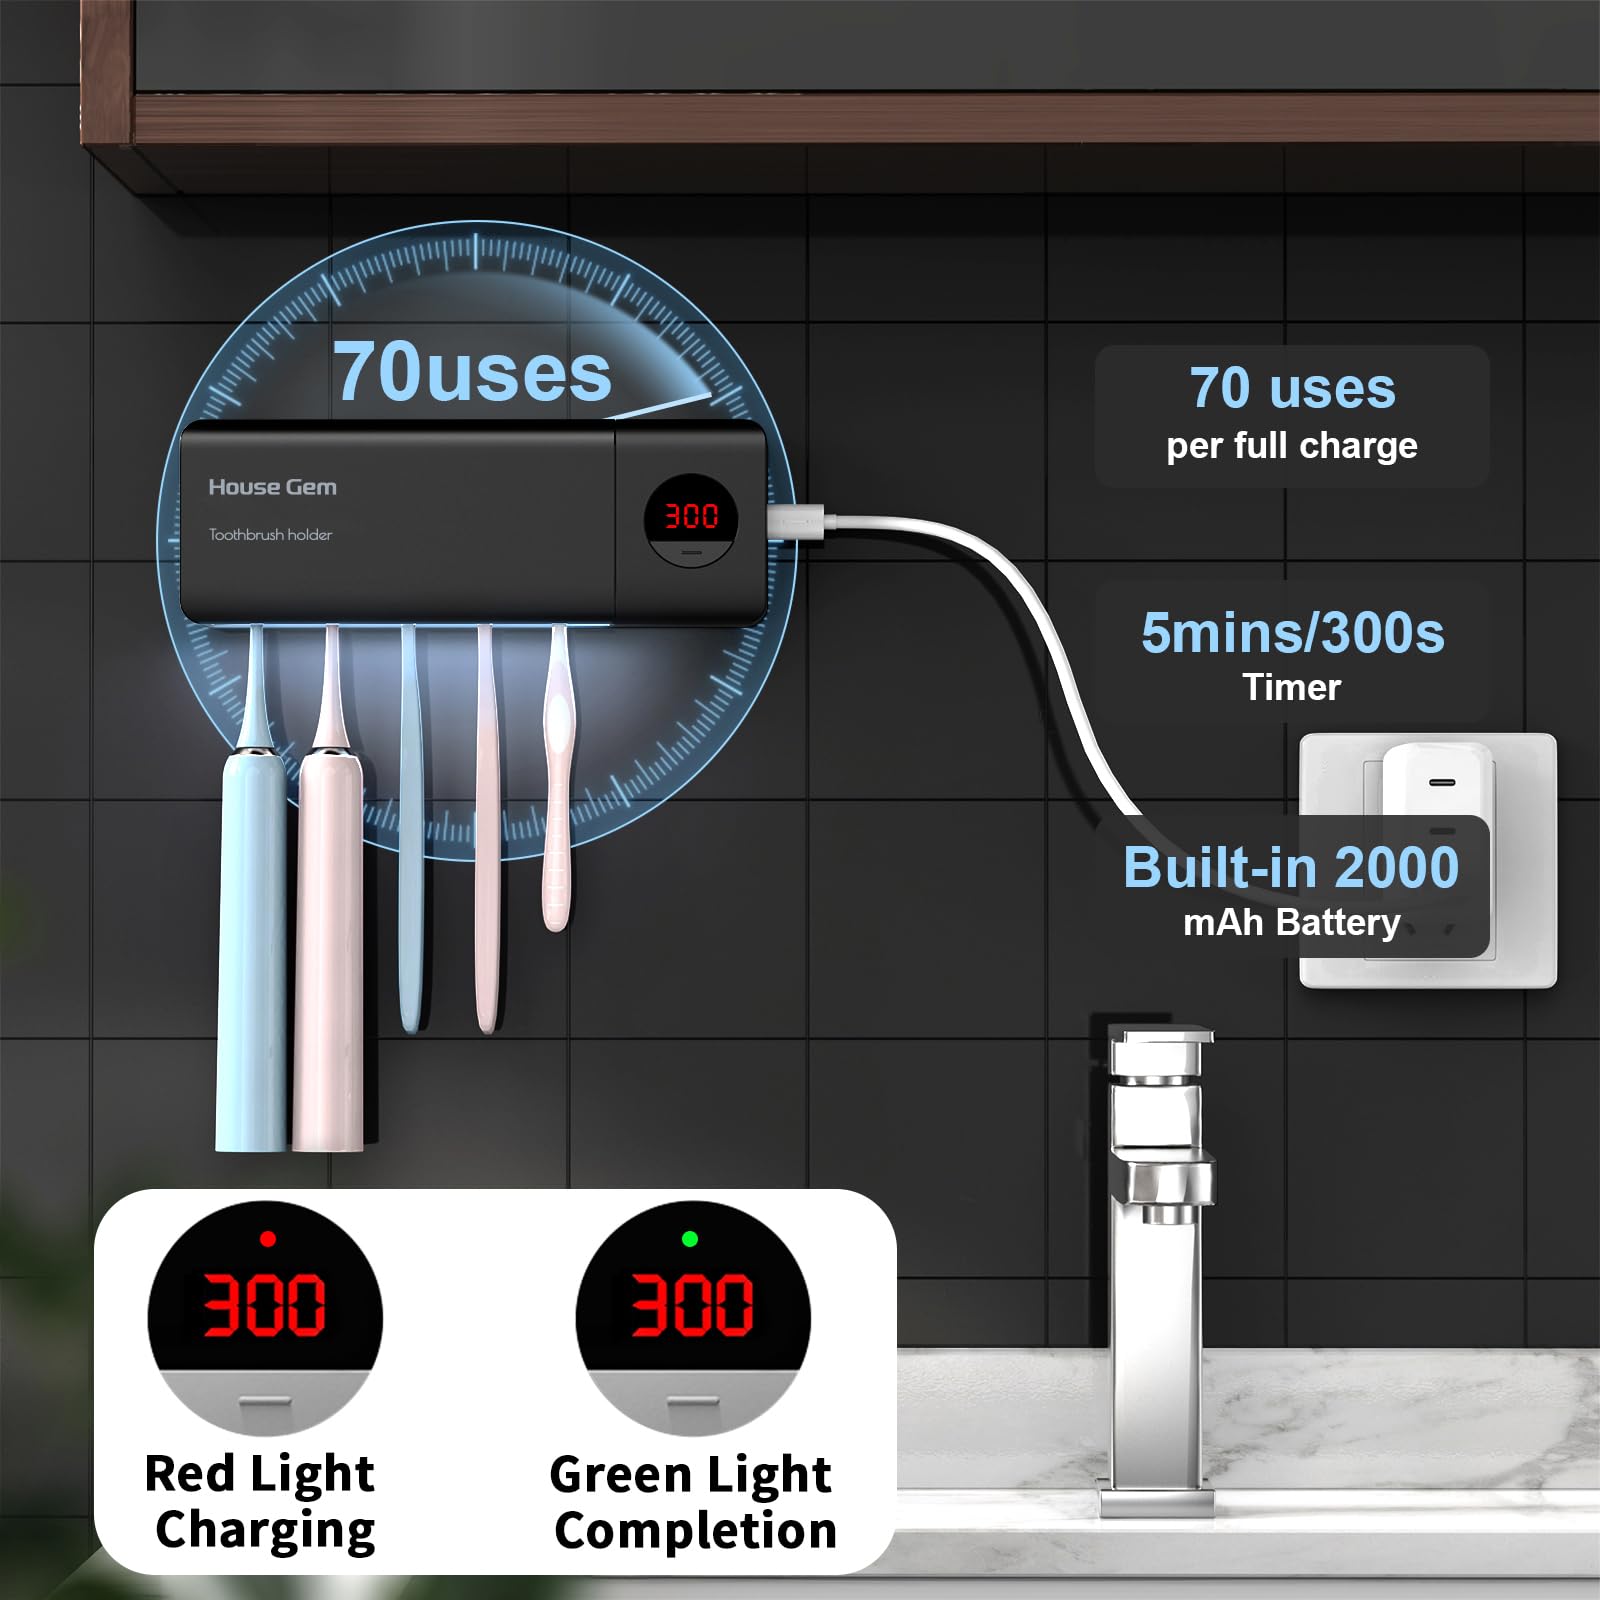 70uses
House Gem
Toothbrush holder
300
70 uses
per full charge
5mins/300s
Timer
Built-in 2000
mAh Battery
300
Red Light
Charging
300
Green Light
Completion